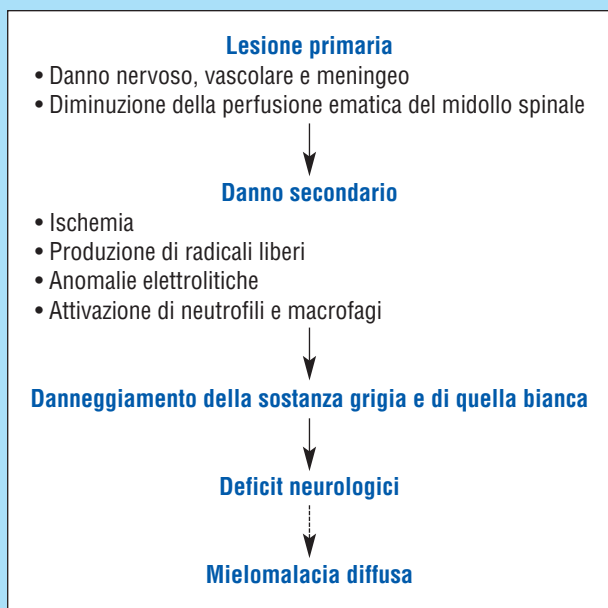 Lesione primaria
• Danno nervoso, vascolare e meningeo
• Diminuzione della perfusione ematica del midollo spinale
Danno secondario
• Ischemia
• Produzione di radicali liberi
• Anomalie elettrolitiche
• Attivazione di neutrofili e macrofagi
Danneggiamento della sostanza grigia e di quella bianca
Deficit neurologici
Mielomalacia diffusa